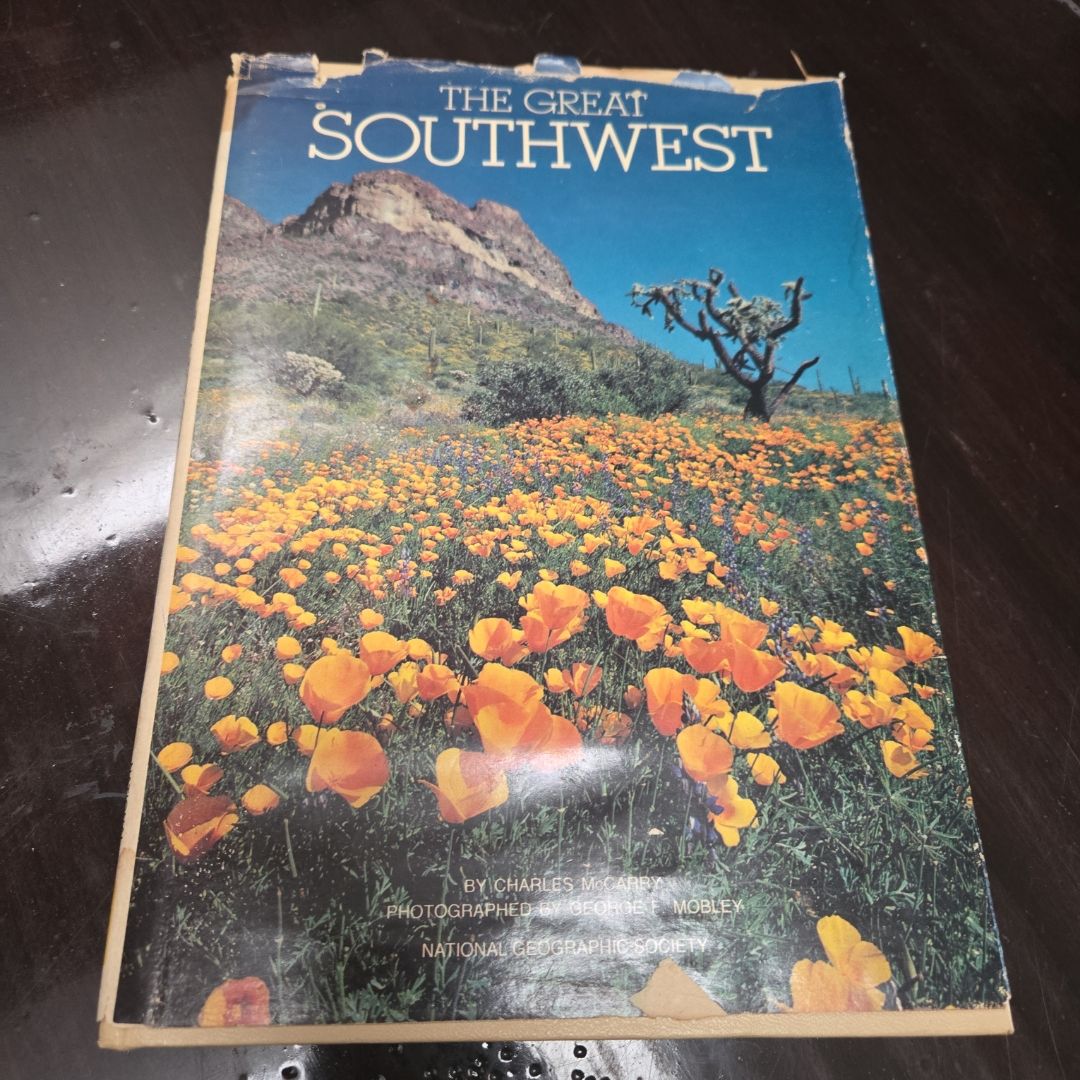 THE GREAT
SOUTHWEST
BY CHARLES McCARRY
PHOTOGRAPHED BY GEORGE F. MOBLEY
NATIONAL GEOGRAPHIC SOCIETY